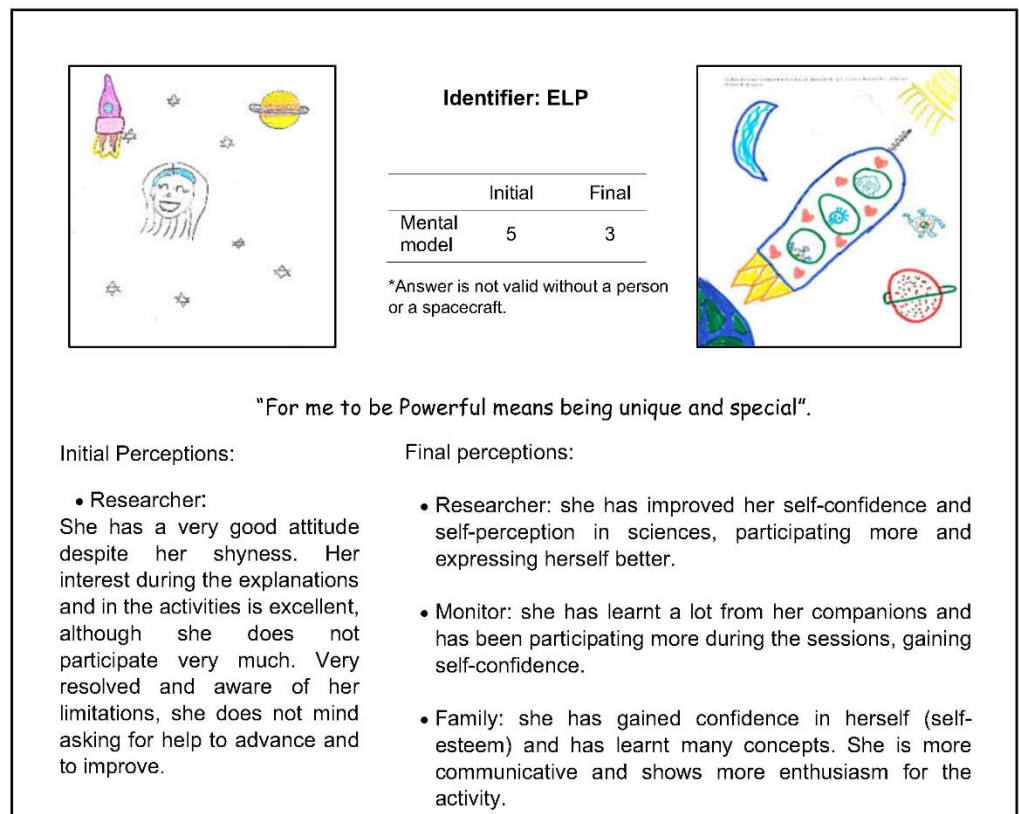 Identifier: ELP
Initial Final
Mental model 5 3
*Answer is not valid without a person
or a spacecraft.
"For me to be Powerful means being unique and special".
Initial Perceptions:
• Researcher:
She has a very good attitude
despite her shyness. Her
interest during the explanations
and in the activities is excellent,
although she does not
participate very much. Very
resolved and aware of her
limitations, she does not mind
asking for help to advance and
to improve.
Final perceptions:
• Researcher: she has improved her self-confidence and
self-perception in sciences, participating more and
expressing herself better.
• Monitor: she has learnt a lot from her companions and
has been participating more during the sessions, gaining
self-confidence.
• Family: she has gained confidence in herself (self-
esteem) and has learnt many concepts. She is more
communicative and shows more enthusiasm for the
activity.